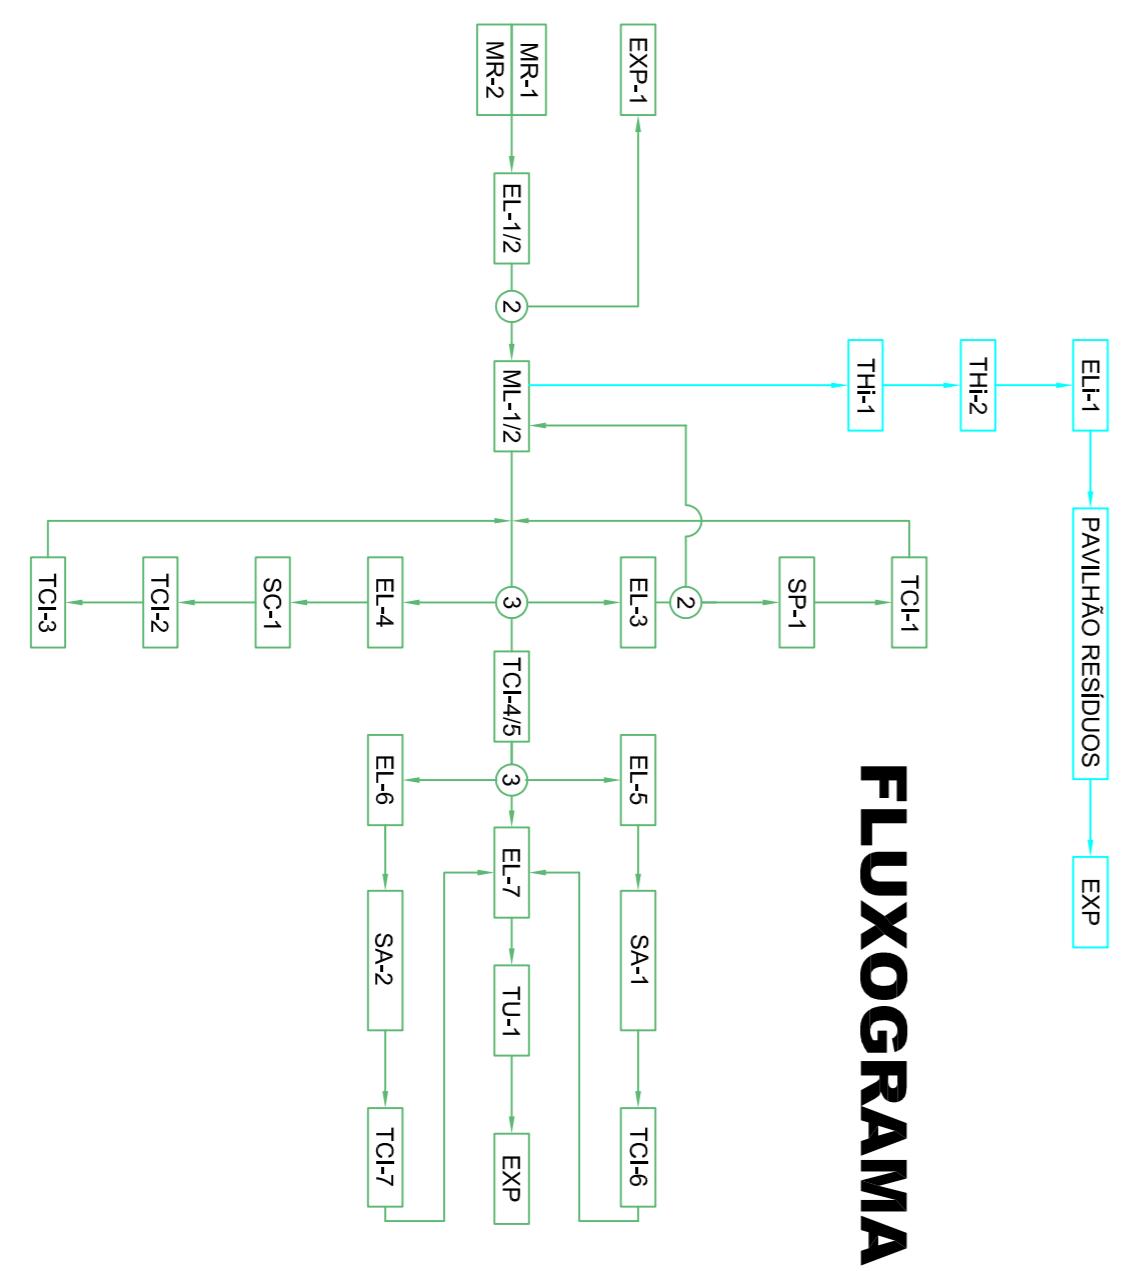 ELi-1
PAVILHÃO RESÍDUOS
EXP
THi-2
THi-1
FLUXOGRAMA
TCI-1
SP-1
2
EXP-1
EL-3
EL-5
SA-1
TCI-6
MR-1
MR-2
EL-1/2
2
ML-1/2
3
TCI-4/5
3
EL-7
TU-1
EXP
EL-4
EL-6
SA-2
TCI-7
SC-1
TCI-2
TCI-3